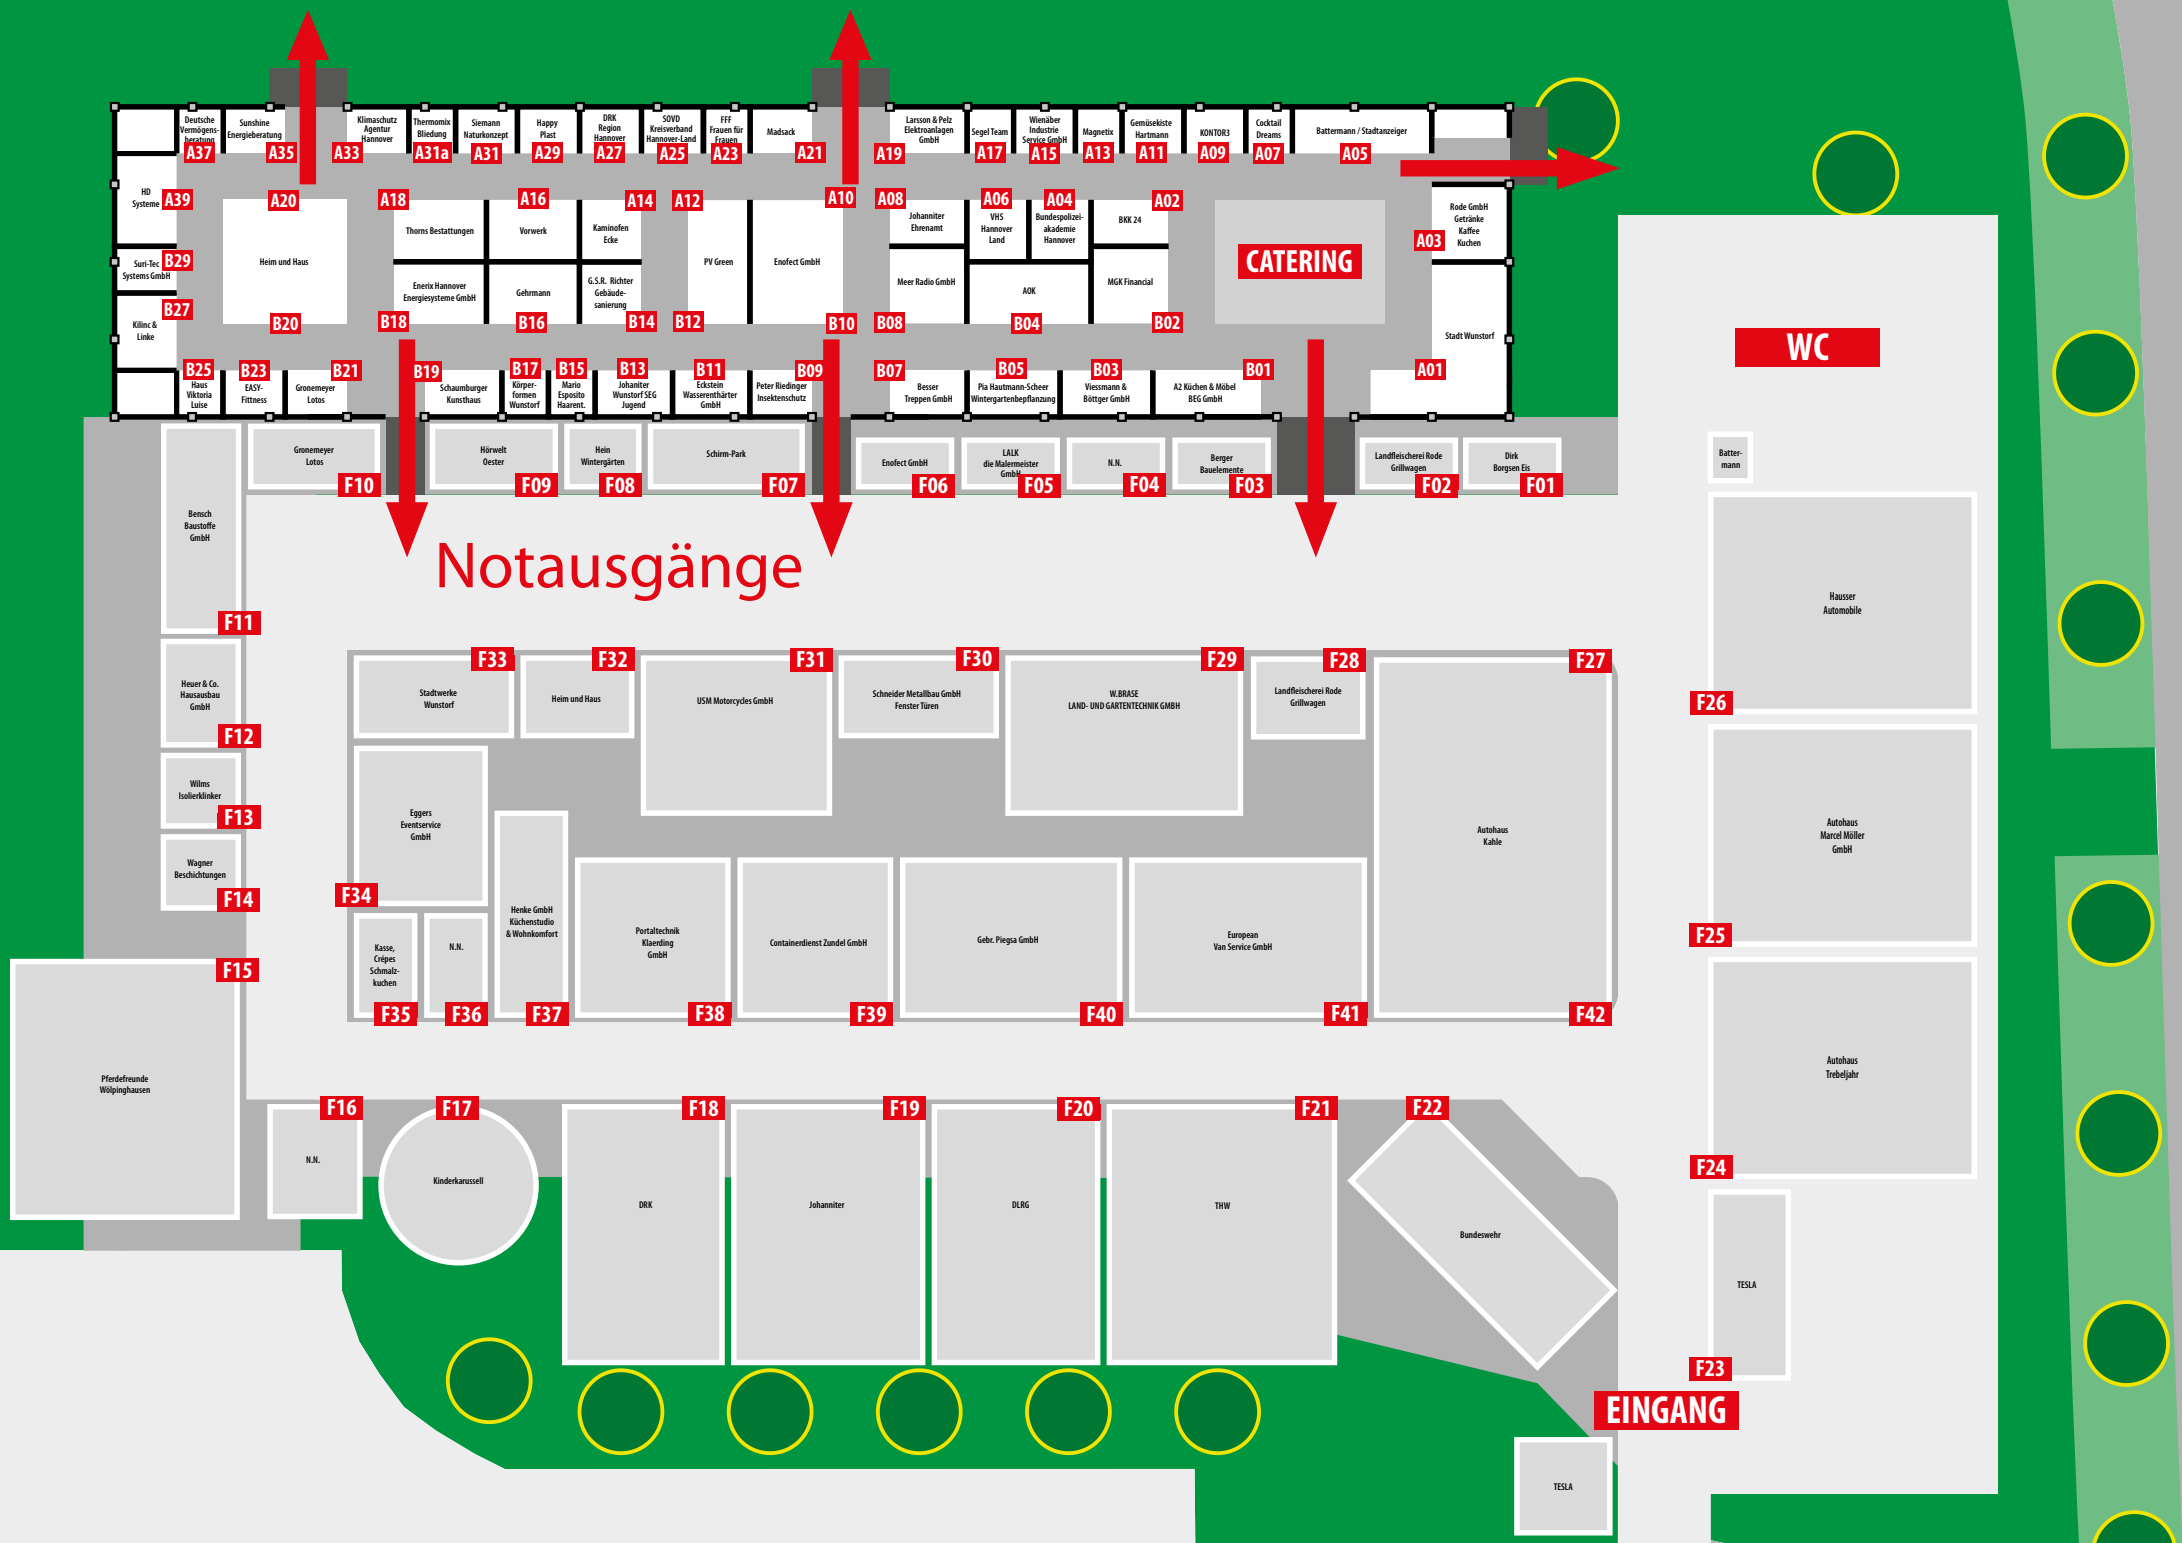 Deutsche
Vermögens-
beratung
A37
Sunshine
Energieberatung
A35
Klimaschutz
Agentur
Hannover
A33
Thermomix
Bliedung
A31a
Siemann
Naturkonzept
A31
Happy
Plast
A29
DRK
Region
Hannover
A27
SOVD
Kreisverband
Hannover-Land
A25
FFF
Frauen für
Frauen
A23
Madsack
A21
Larsson & Pelz
Elektroanlagen
GmbH
A19
Segel Team
A17
Wienäber
Industrie
Service GmbH
A15
Magnetix
A13
Gemüsekiste
Hartmann
A11
KONTOR3
A09
Cocktail
Dreams
A07
Battermann / Stadtanzeiger
A05
HD
Systeme
A39
A20
Heim und Haus
B20
A18
Thorns Bestattungen
A16
Vorwerk
A14
Kaminofen
Ecke
A12
PV Green
B12
A10
Enofect GmbH
B10
A08
Johanniter
Ehrenamt
A06
VHS
Hannover
Land
A04
Bundespolizei-
akademie
Hannover
A02
BKK 24
CATERING
Rode GmbH
Getränke
Kaffee
Kuchen
A03
Suri-Tec
Systems GmbH
B29
Kilinc &
Linke
B27
Enerix Hannover
Energiesysteme GmbH
B18
Gehrmann
B16
G.S.R. Richter
Gebäude-
sanierung
B14
Meer Radio GmbH
B08
AOK
B04
MGK Financial
B02
Stadt Wunstorf
A01
B25
Haus
Viktoria
Luise
B23
EASY-
Fittness
B21
Gronemeyer
Lotos
B19
Schaumburger
Kunsthaus
B17
Körper-
formen
Wunstorf
B15
Mario
Esposito
Haarent.
B13
Johaniter
Wunstorf SEG
Jugend
B11
Eckstein
Wasserenthärter
GmbH
B09
Peter Riedinger
Insektenschutz
B07
Besser
Treppen GmbH
B05
Pia Hautmann-Scheer
Wintergartenbepflanzung
B03
Viessmann &
Böttger GmbH
B01
A2 Küchen & Möbel
BEG GmbH
WC
Gronemeyer
Lotos
F10
Hörwelt
Oester
F09
Hein
Wintergärten
F08
Schirm-Park
F07
Enofect GmbH
F06
LALK
die Malermeister
GmbH
F05
N.N.
F04
Berger
Bauelemente
F03
Landfleischerei Rode
Grillwagen
F02
Dirk
Borgsen Eis
F01
Batter-
mann
Notausgänge
Bensch
Baustoffe
GmbH
F11
Heuer & Co.
Hausausbau
GmbH
F12
Wilms
Isolierklinker
F13
Wagner
Beschichtungen
F14
F15
Pferdefreunde
Wölpinghausen
F33
Stadtwerke
Wunstorf
F32
Heim und Haus
F31
USM Motorcycles GmbH
F30
Schneider Metallbau GmbH
Fenster Türen
F29
W.BRASE
LAND- UND GARTENTECHNIK GMBH
F28
Landfleischerei Rode
Grillwagen
F27
Autohaus
Kahle
F42
Hausser
Automobile
F26
Autohaus
Marcel Möller
GmbH
F25
Autohaus
Trebeljahr
F24
Eggers
Eventservice
GmbH
F34
Kasse,
Crépes
Schmalz-
kuchen
F35
N.N.
F36
Henke GmbH
Küchenstudio
& Wohnkomfort
F37
Portaltechnik
Klaerding
GmbH
F38
Containerdienst Zundel GmbH
F39
Gebr. Piegsa GmbH
F40
European
Van Service GmbH
F41
F16
N.N.
F17
Kinderkarussell
F18
DRK
F19
Johanniter
F20
DLRG
F21
THW
F22
Bundeswehr
TESLA
F23
EINGANG
TESLA